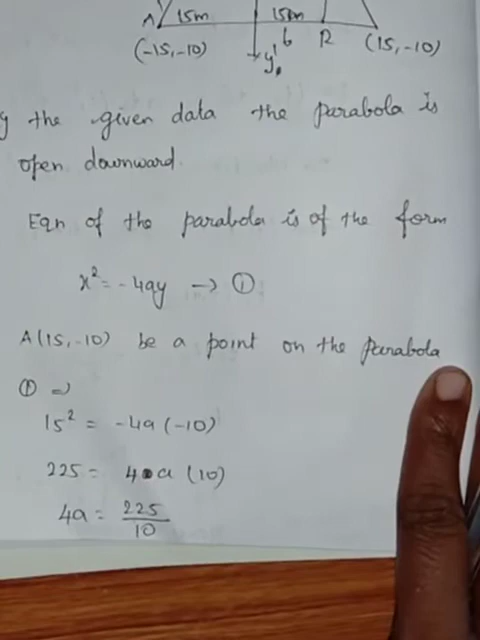 A 15m 15m
(-15,-10) 6 R (15,-10)
y'
y the given data the parabola is
open downward.
Eqn of the parabola is of the form
x² = -4ay → ①
A(15,-10) be a point on the parabola
① ⇒
15² = -4a(-10)
225 = 4a (10)
4a = 225/10